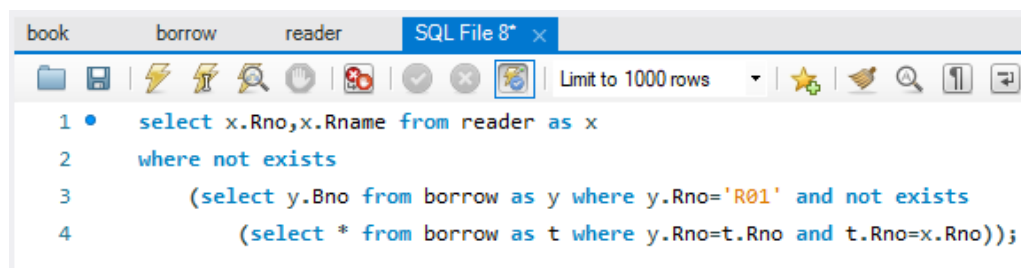 book borrow reader SQL File 8* ×
Limit to 1000 rows
1 select x.Rno,x.Rname from reader as x
2 where not exists
3 (select y.Bno from borrow as y where y.Rno='R01' and not exists
4 (select * from borrow as t where y.Rno=t.Rno and t.Rno=x.Rno));